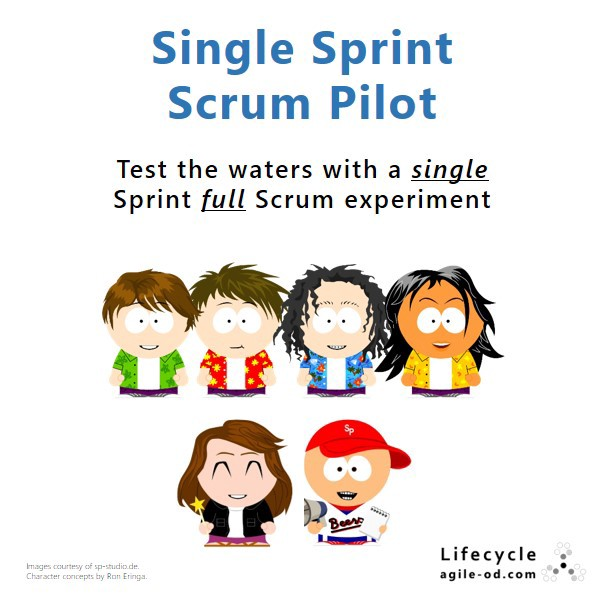 Single Sprint
Scrum Pilot
Test the waters with a single
Sprint full Scrum experiment
SP
Beers
Images courtesy of sp-studio.de.
Character concepts by Ron Eringa.
Lifecycle
agile-od.com